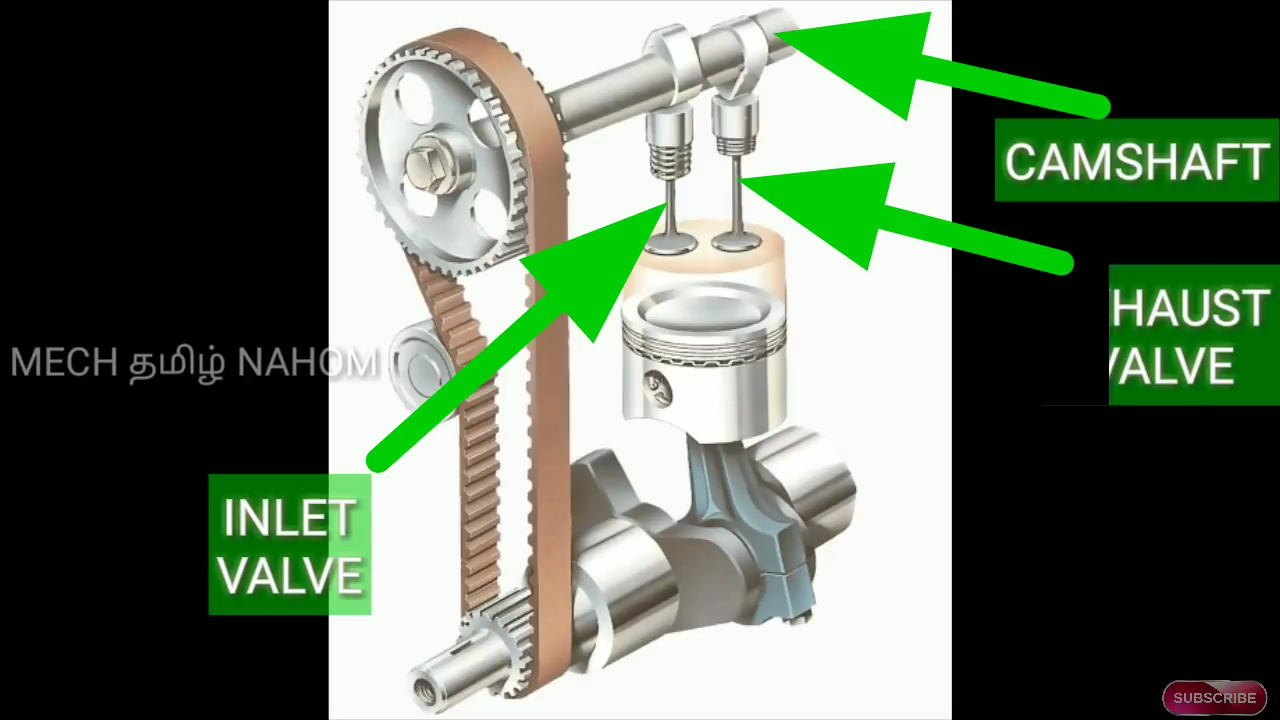 CAMSHAFT
HAUST
VALVE
MECH தமிழ் NAHOM
INLET
VALVE
SUBSCRIBE